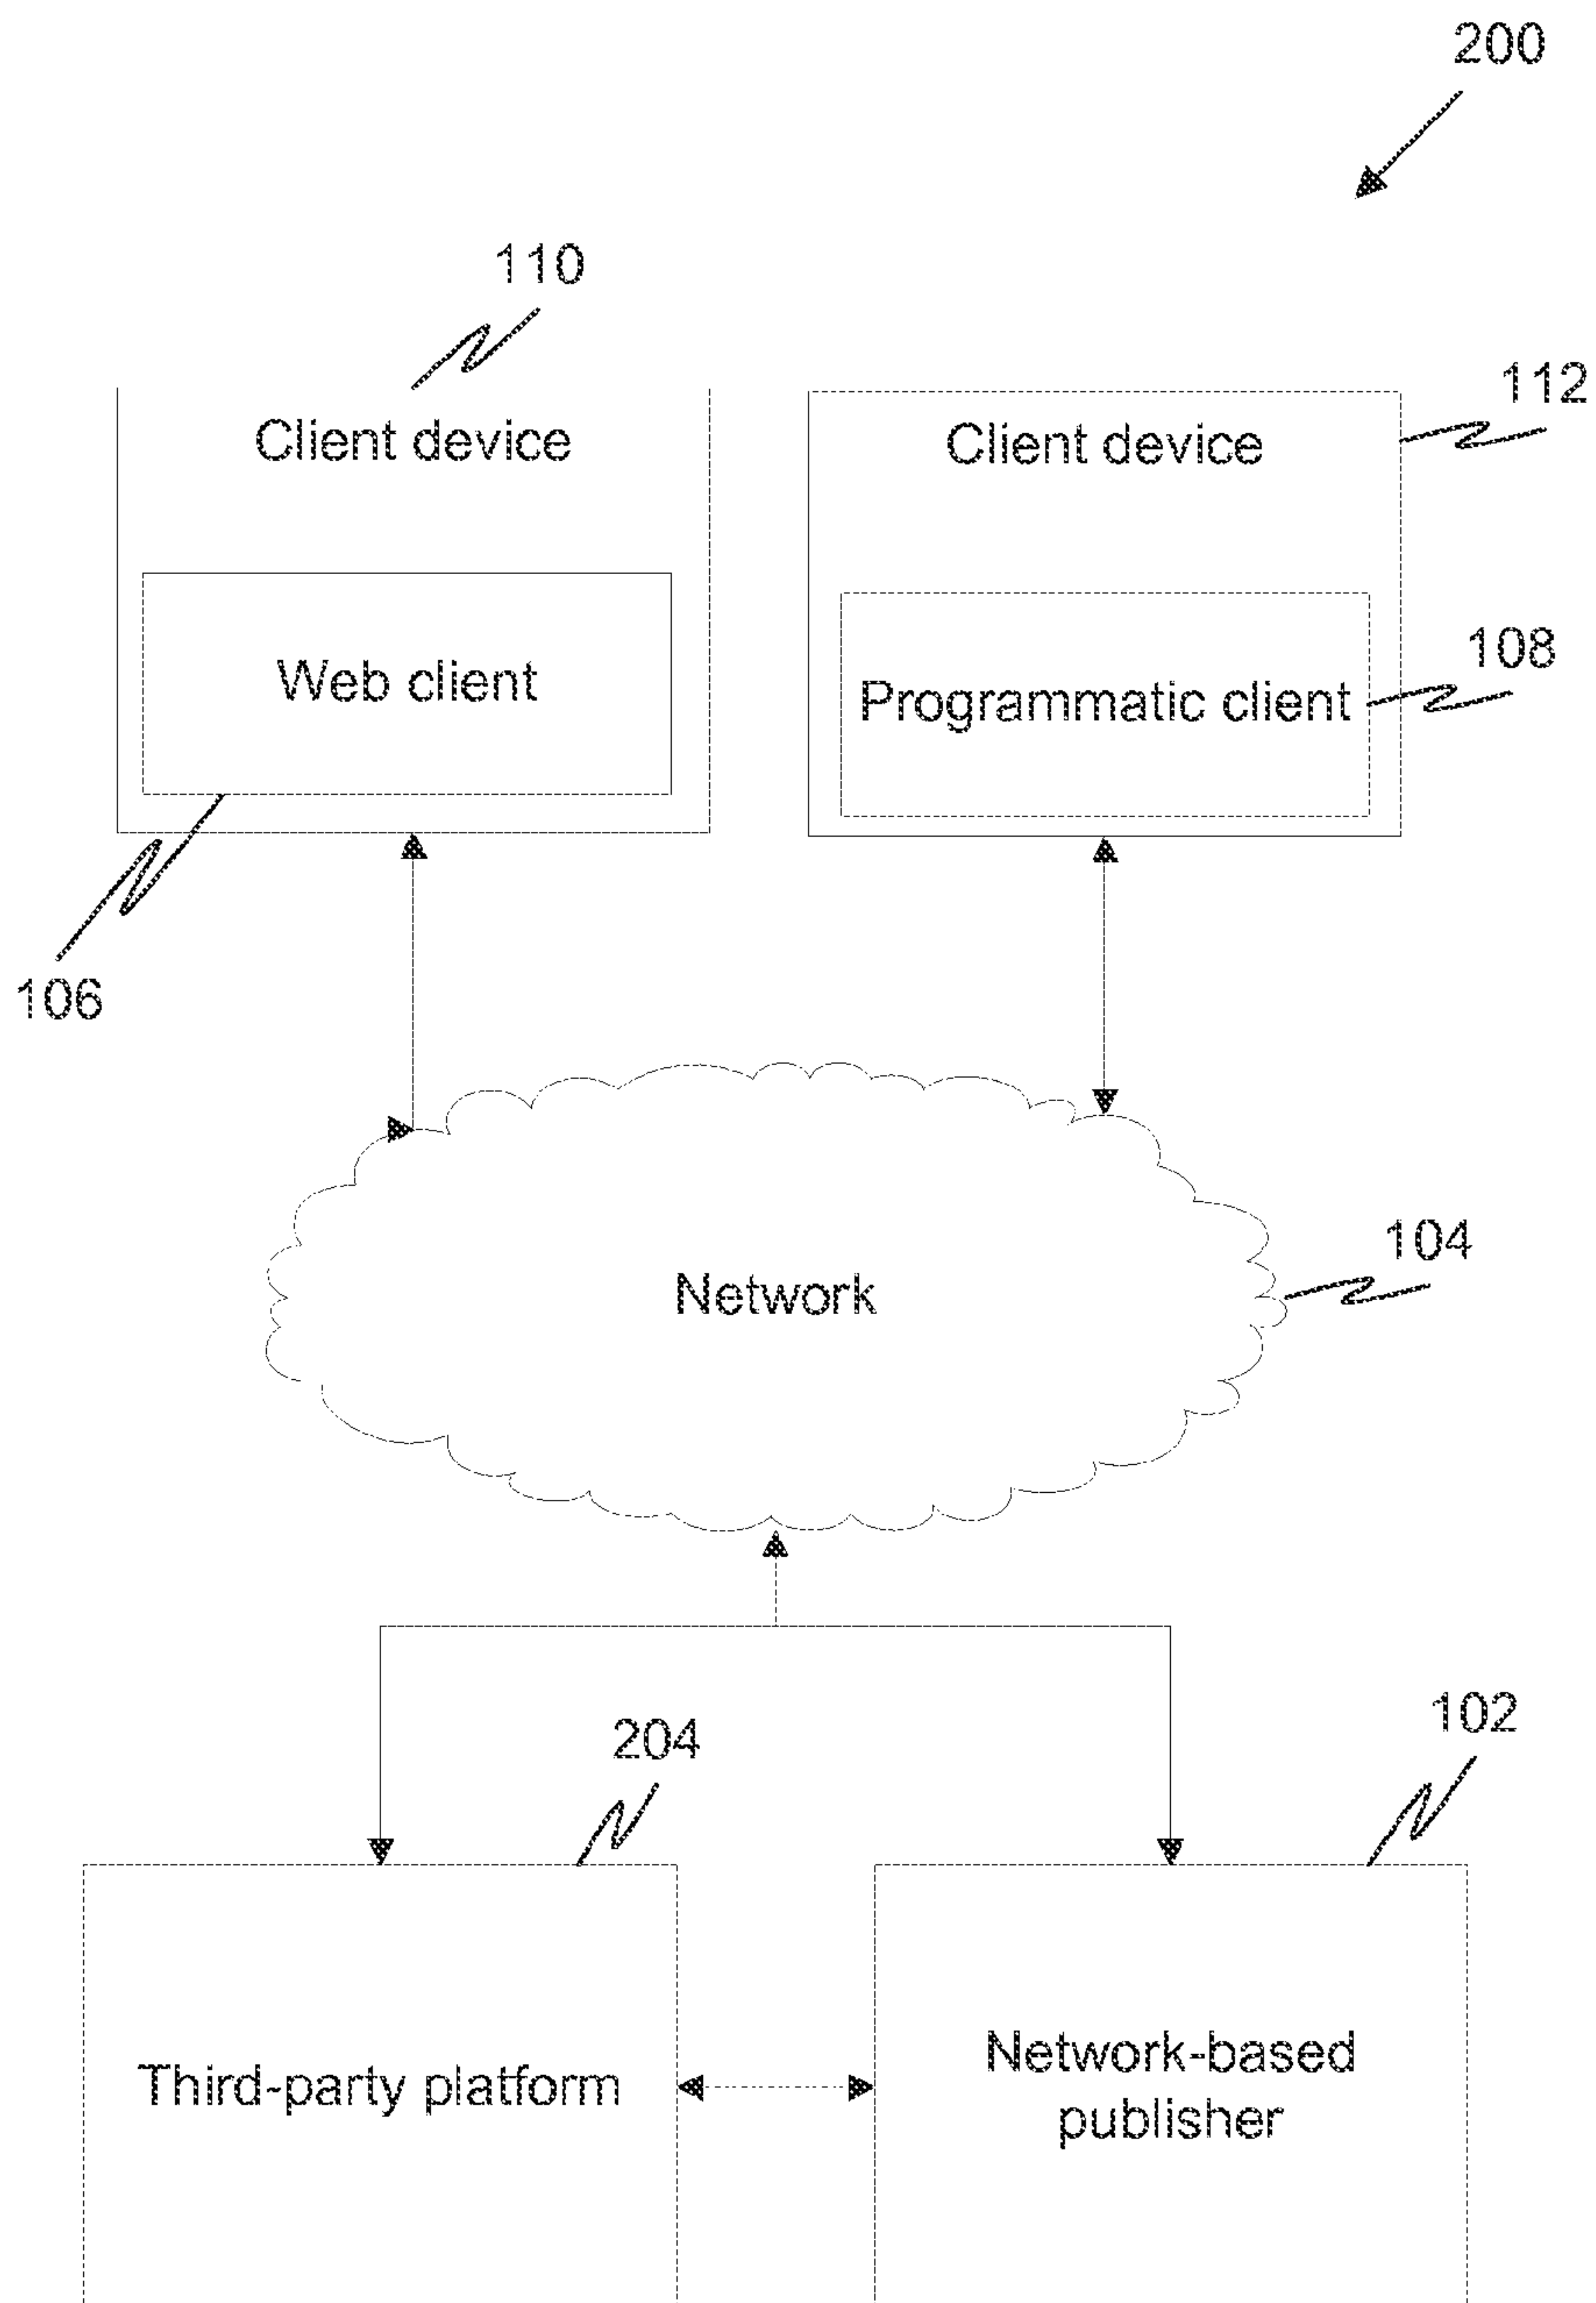 200
110
112
Client device
Client device
Web client
108
Programmatic client
106
104
Network
204
102
Third-party platform
Network-based
publisher